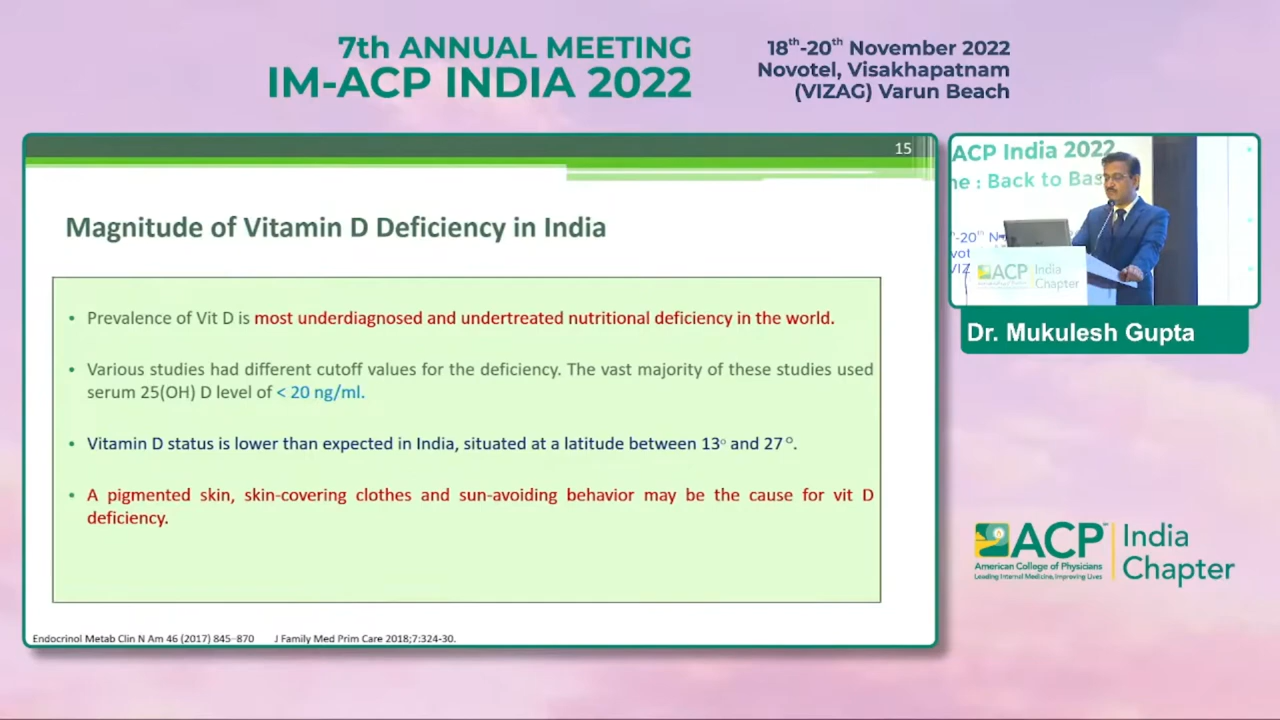 7th ANNUAL MEETING
IM-ACP INDIA 2022
18th-20th November 2022
Novotel, Visakhapatnam
(VIZAG) Varun Beach
15
Magnitude of Vitamin D Deficiency in India
• Prevalence of Vit D is most underdiagnosed and undertreated nutritional deficiency in the world.
• Various studies had different cutoff values for the deficiency. The vast majority of these studies used
serum 25(OH) D level of < 20 ng/ml.
• Vitamin D status is lower than expected in India, situated at a latitude between 13° and 27°.
• A pigmented skin, skin-covering clothes and sun-avoiding behavior may be the cause for vit D
deficiency.
Endocrinol Metab Clin N Am 46 (2017) 845–870 J Family Med Prim Care 2018;7:324-30.
ACP India 2022
: Back to
-20th
ACP India
Chapter
Dr. Mukulesh Gupta
ACP™ India
Chapter
American College of Physicians
Leading Internal Medicine, Improving Lives